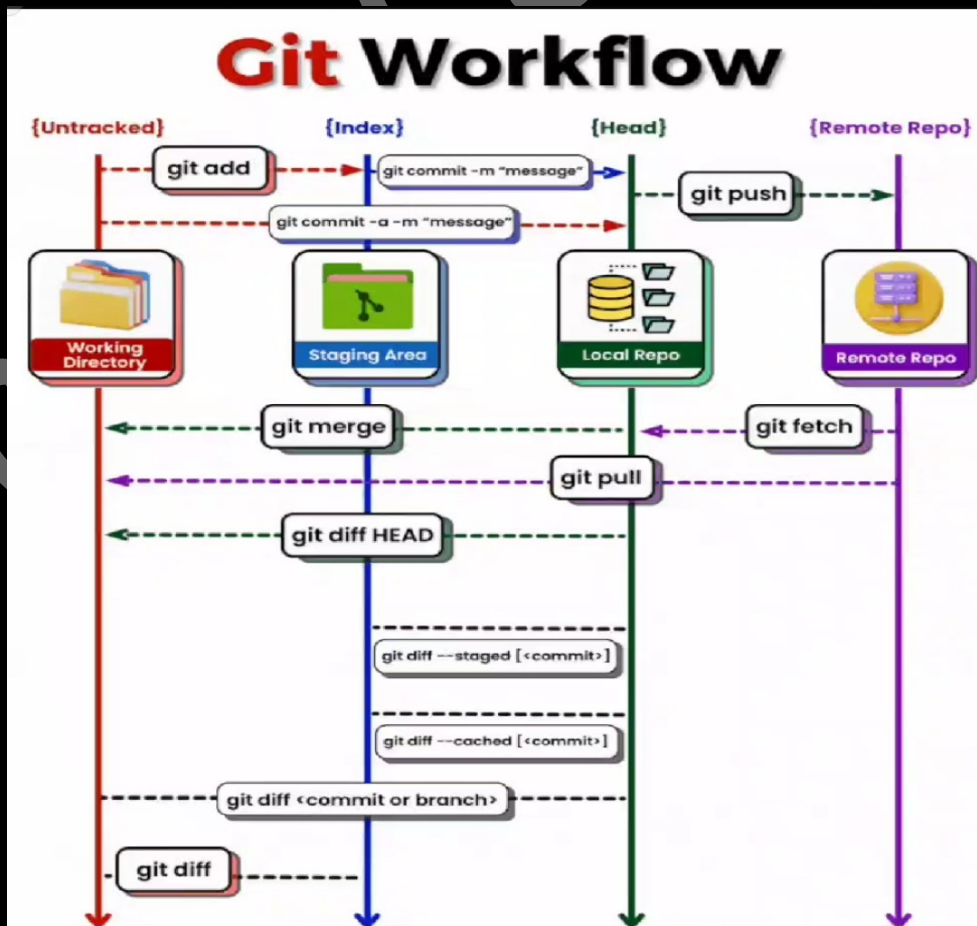 Git Workflow
{Untracked}
{Index}
{Head}
{Remote Repo}
git add
git commit -m "message"
git push
git commit -a -m "message"
Working
Directory
Staging Area
Local Repo
Remote Repo
git merge
git fetch
git pull
git diff HEAD
git diff --staged [<commit>]
git diff --cached [<commit>]
git diff <commit or branch>
git diff